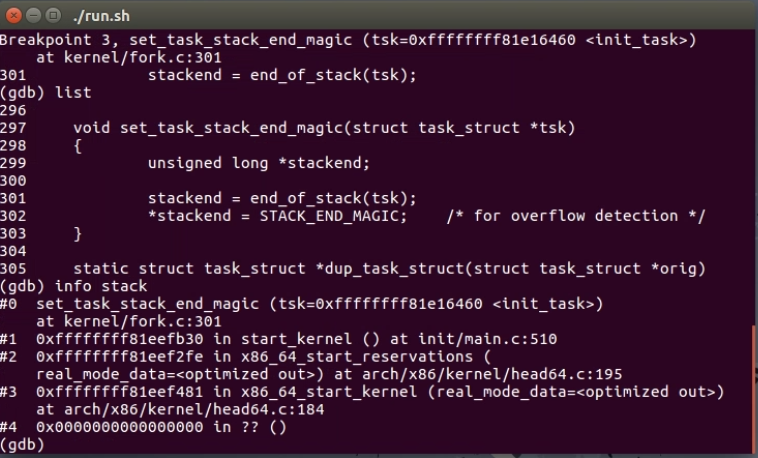 ./run.sh
Breakpoint 3, set_task_stack_end_magic (tsk=0xffffffff81e16460 <init_task>)
    at kernel/fork.c:301
301             stackend = end_of_stack(tsk);
(gdb) list
296
297     void set_task_stack_end_magic(struct task_struct *tsk)
298     {
299             unsigned long *stackend;
300
301             stackend = end_of_stack(tsk);
302             *stackend = STACK_END_MAGIC;    /* for overflow detection */
303     }
304
305     static struct task_struct *dup_task_struct(struct task_struct *orig)
(gdb) info stack
#0  set_task_stack_end_magic (tsk=0xffffffff81e16460 <init_task>)
    at kernel/fork.c:301
#1  0xffffffff81eefb30 in start_kernel () at init/main.c:510
#2  0xffffffff81eef2fe in x86_64_start_reservations (
    real_mode_data=<optimized out>) at arch/x86/kernel/head64.c:195
#3  0xffffffff81eef481 in x86_64_start_kernel (real_mode_data=<optimized out>)
    at arch/x86/kernel/head64.c:184
#4  0x0000000000000000 in ?? ()
(gdb)